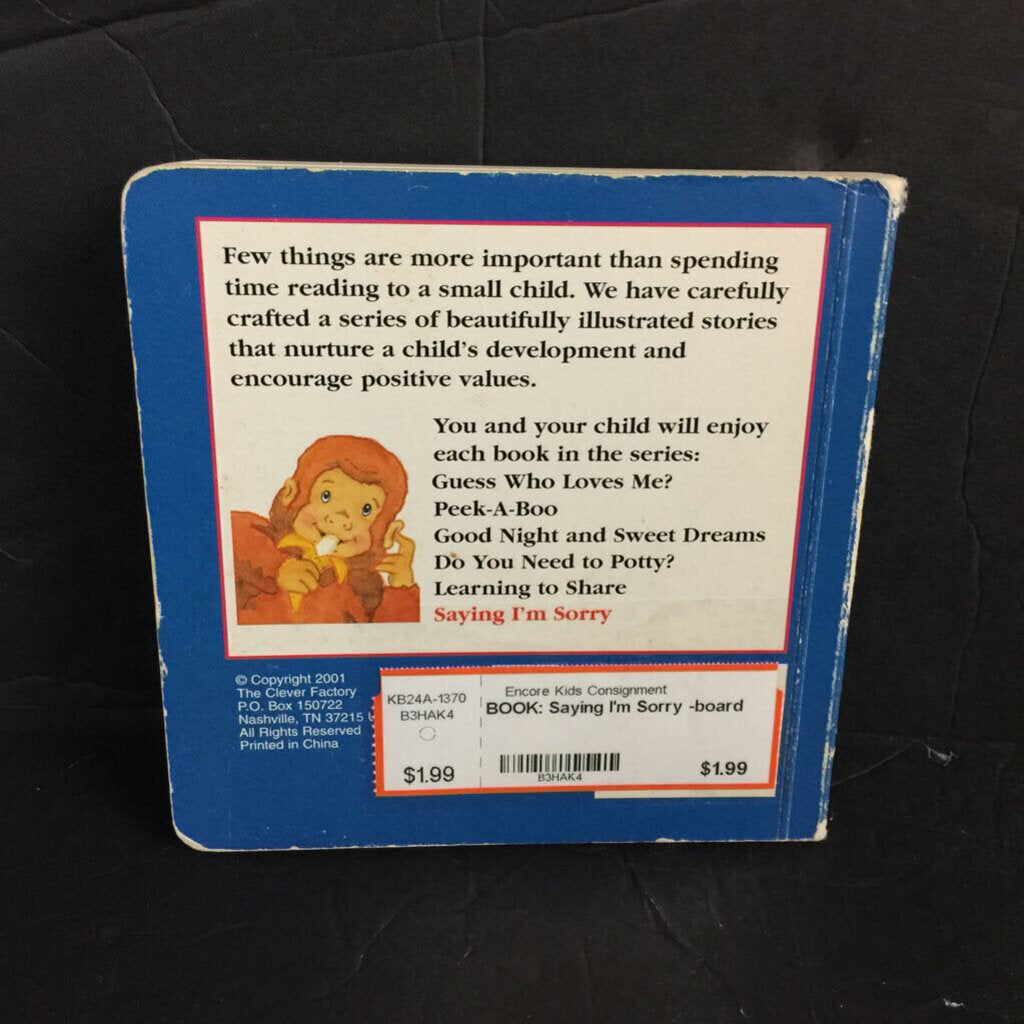 Few things are more important than spending
time reading to a small child. We have carefully
crafted a series of beautifully illustrated stories
that nurture a child's development and
encourage positive values.
You and your child will enjoy
each book in the series:
Guess Who Loves Me?
Peek-A-Boo
Good Night and Sweet Dreams
Do You Need to Potty?
Learning to Share
Saying I'm Sorry
© Copyright 2001
The Clever Factory
P.O. Box 150722
Nashville, TN 37215
All Rights Reserved
Printed in China
KB24A-1370
B3HAK4
$1.99
Encore Kids Consignment
BOOK: Saying I'm Sorry -board
B3HAK4
$1.99